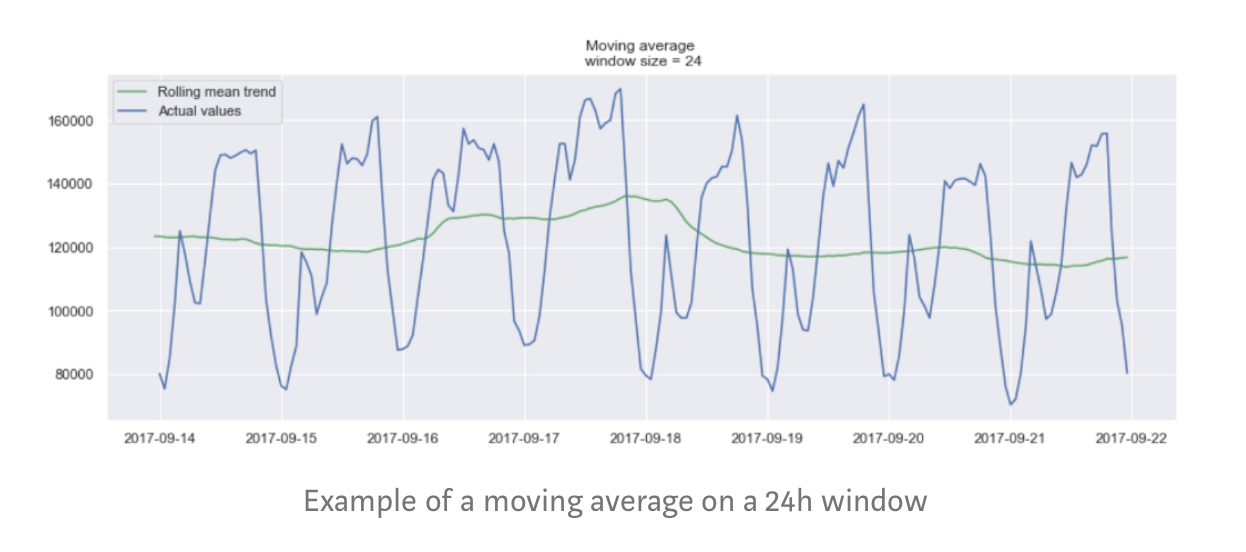 Moving average
window size = 24
Rolling mean trend
Actual values
160000
140000
120000
100000
80000
2017-09-14 2017-09-15 2017-09-16 2017-09-17 2017-09-18 2017-09-19 2017-09-20 2017-09-21 2017-09-22
Example of a moving average on a 24h window